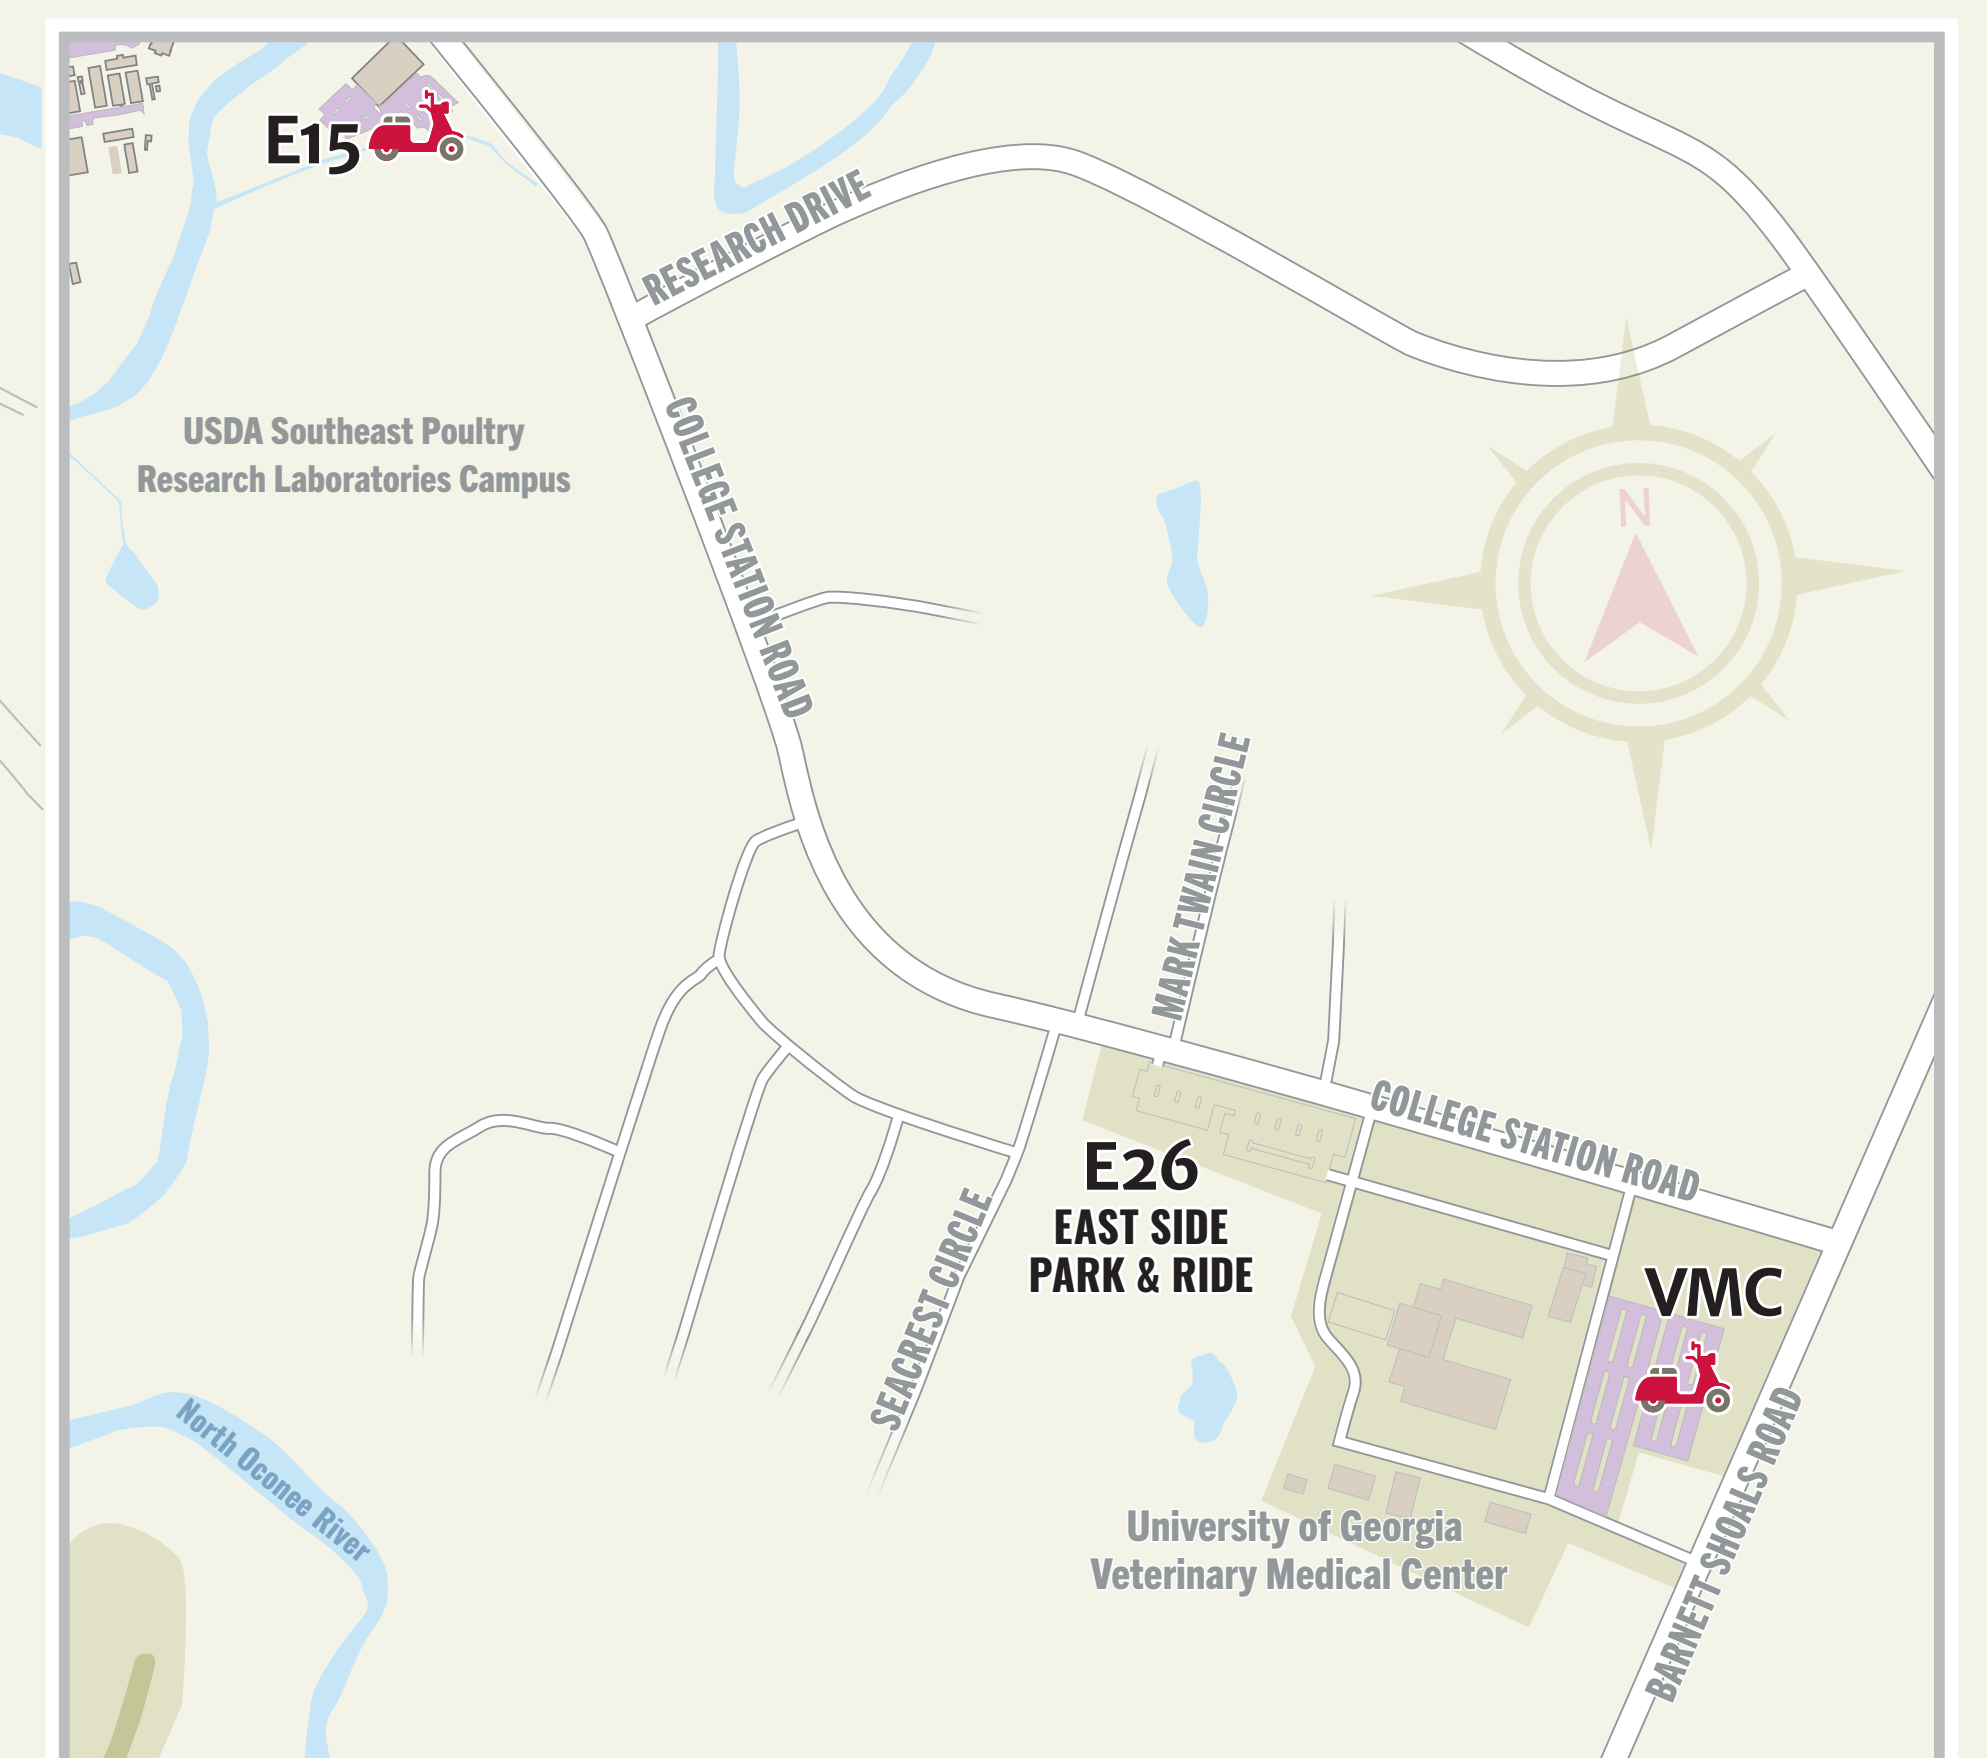 E15
RESEARCH DRIVE
USDA Southeast Poultry
Research Laboratories Campus
COLLEGE STATION ROAD
N
MARK TWAIN CIRCLE
COLLEGE STATION ROAD
E26
EAST SIDE
PARK & RIDE
SEACREST CIRCLE
VMC
North Oconee River
BARNETT SHOALS ROAD
University of Georgia
Veterinary Medical Center